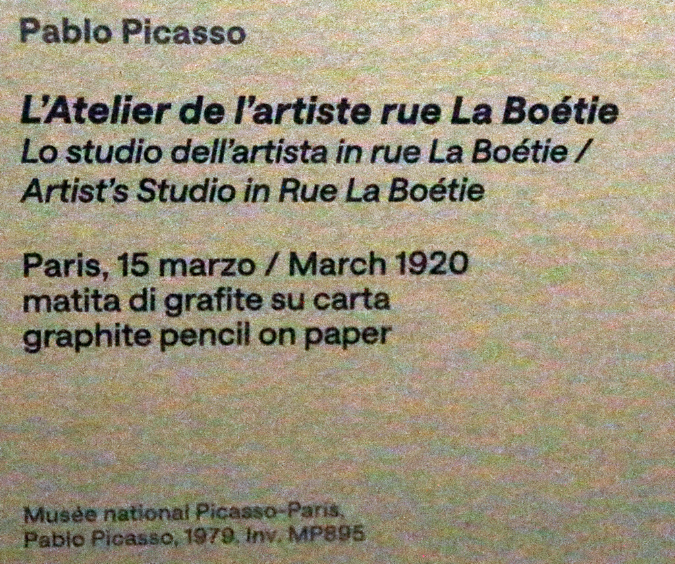 Pablo Picasso
L'Atelier de l'artiste rue La Boétie
Lo studio dell'artista in rue La Boétie /
Artist's Studio in Rue La Boétie
Paris, 15 marzo / March 1920
matita di grafite su carta
graphite pencil on paper
Musée national Picasso-Paris,
Pablo Picasso, 1979. Inv. MP895